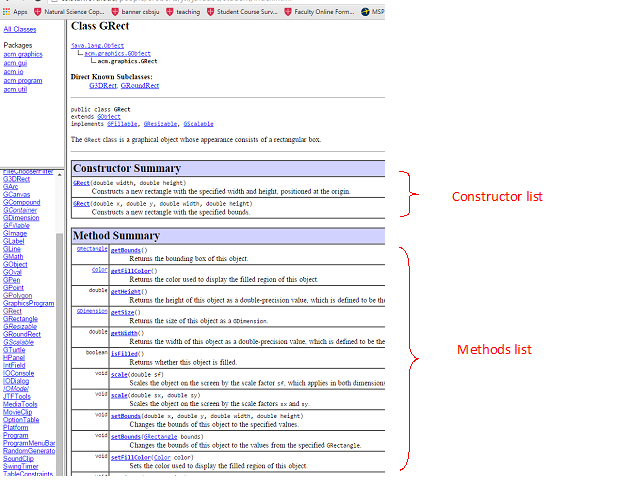 Apps Natural Science Cop... banner csbsju teaching Student Course Surv... Faculty Online Form... MSP
All Classes
Packages
acm.graphics
acm.gui
acm.io
acm.program
acm.util
FileChooserFilter
G3DRect
GArc
GCanvas
GCompound
GContainer
GDimension
GFillable
GImage
GLabel
GLine
GMath
GObject
GOval
GPen
GPoint
GPolygon
GraphicsProgram
GRect
GRectangle
GResizable
GRoundRect
GScalable
GTurtle
HPanel
IntField
IOConsole
IODialog
IOModel
JTFTools
MediaTools
MovieClip
OptionTable
Platform
Program
ProgramMenuBar
RandomGenerato
SoundClip
SwingTimer
TableConstraints
Class GRect
java.lang.Object
acm.graphics.GObject
acm.graphics.GRect
Direct Known Subclasses:
G3DRect, GRoundRect
public class GRect
extends GObject
implements GFillable, GResizable, GScalable
The GRect class is a graphical object whose appearance consists of a rectangular box.
Constructor Summary
GRect(double width, double height)
Constructs a new rectangle with the specified width and height, positioned at the origin.
GRect(double x, double y, double width, double height)
Constructs a new rectangle with the specified bounds.
Constructor list
Method Summary
GRectangle getBounds()
Returns the bounding box of this object.
Color getFillColor()
Returns the color used to display the filled region of this object.
double getHeight()
Returns the height of this object as a double-precision value, which is defined to be the
GDimension getSize()
Returns the size of this object as a GDimension.
double getWidth()
Returns the width of this object as a double-precision value, which is defined to be the
boolean isFilled()
Returns whether this object is filled.
void scale(double sf)
Scales the object on the screen by the scale factor sf, which applies in both dimension
void scale(double sx, double sy)
Scales the object on the screen by the scale factors sx and sy.
void setBounds(double x, double y, double width, double height)
Changes the bounds of this object to the specified values.
void setBounds(GRectangle bounds)
Changes the bounds of this object to the values from the specified GRectangle.
void setFillColor(Color color)
Sets the color used to display the filled region of this object.
Methods list